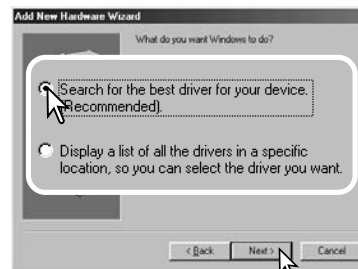 Add New Hardware Wizard
What do you want Windows to do?
Search for the best driver for your device.
(Recommended).
Display a list of all the drivers in a specific
location, so you can select the driver you want.
< Back Next > Cancel